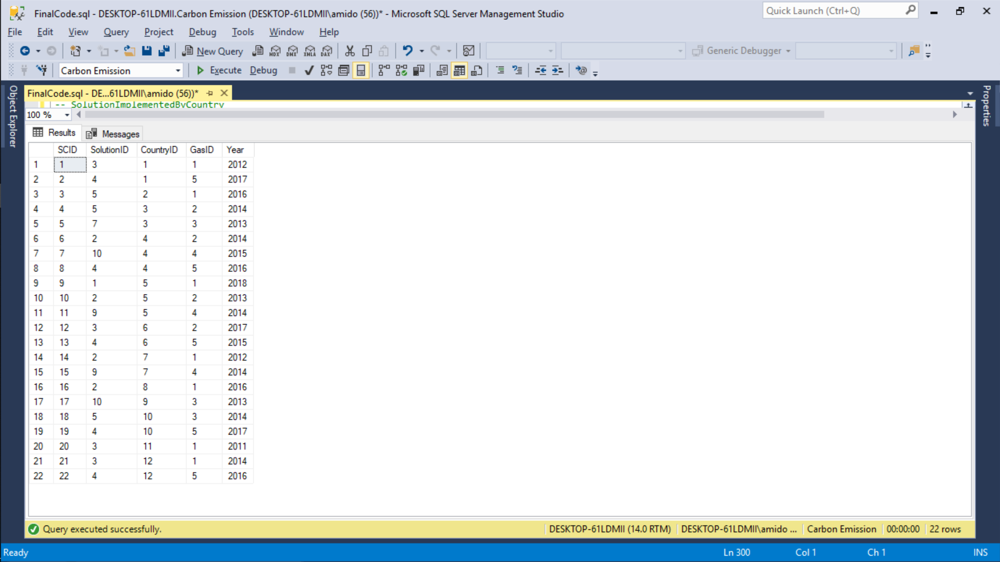 FinalCode.sql - DESKTOP-61LDMII.Carbon Emission (DESKTOP-61LDMII\amido (56))* - Microsoft SQL Server Management Studio
Quick Launch (Ctrl+Q)
File Edit View Query Project Debug Tools Window Help
New Query MDX DMX XMLA DAX Generic Debugger
Carbon Emission Execute Debug
Object Explorer
Properties
FinalCode.sql - DE...61LDMII\amido (56))*
-- SolutionImplementedByCountry
100 %
Results Messages
SCID SolutionID CountryID GasID Year
1 1 3 1 1 2012
2 2 4 1 5 2017
3 3 5 2 1 2016
4 4 5 3 2 2014
5 5 7 3 3 2013
6 6 2 4 2 2014
7 7 10 4 4 2015
8 8 4 4 5 2016
9 9 1 5 1 2018
10 10 2 5 2 2013
11 11 9 5 4 2014
12 12 3 6 2 2017
13 13 4 6 5 2015
14 14 2 7 1 2012
15 15 9 7 4 2014
16 16 2 8 1 2016
17 17 10 9 3 2013
18 18 5 10 3 2014
19 19 4 10 5 2017
20 20 3 11 1 2011
21 21 3 12 1 2014
22 22 4 12 5 2016
Query executed successfully. DESKTOP-61LDMII (14.0 RTM) DESKTOP-61LDMII\amido ... Carbon Emission 00:00:00 22 rows
Ready Ln 300 Col 1 Ch 1 INS